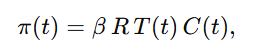 π(t) = β R T(t) C(t),